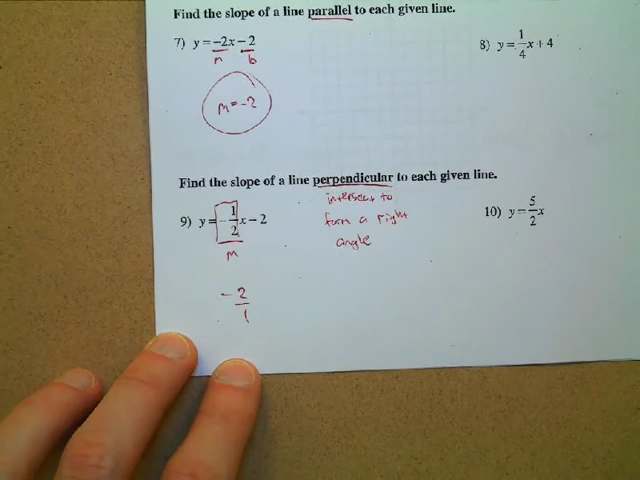 Find the slope of a line parallel to each given line.
7) y = -2x - 2
m b
8) y = 1/4 x + 4
m = -2
Find the slope of a line perpendicular to each given line.
intersect to
form a right
angle
9) y = -1/2 x - 2
m
10) y = 5/2 x
- 2/1